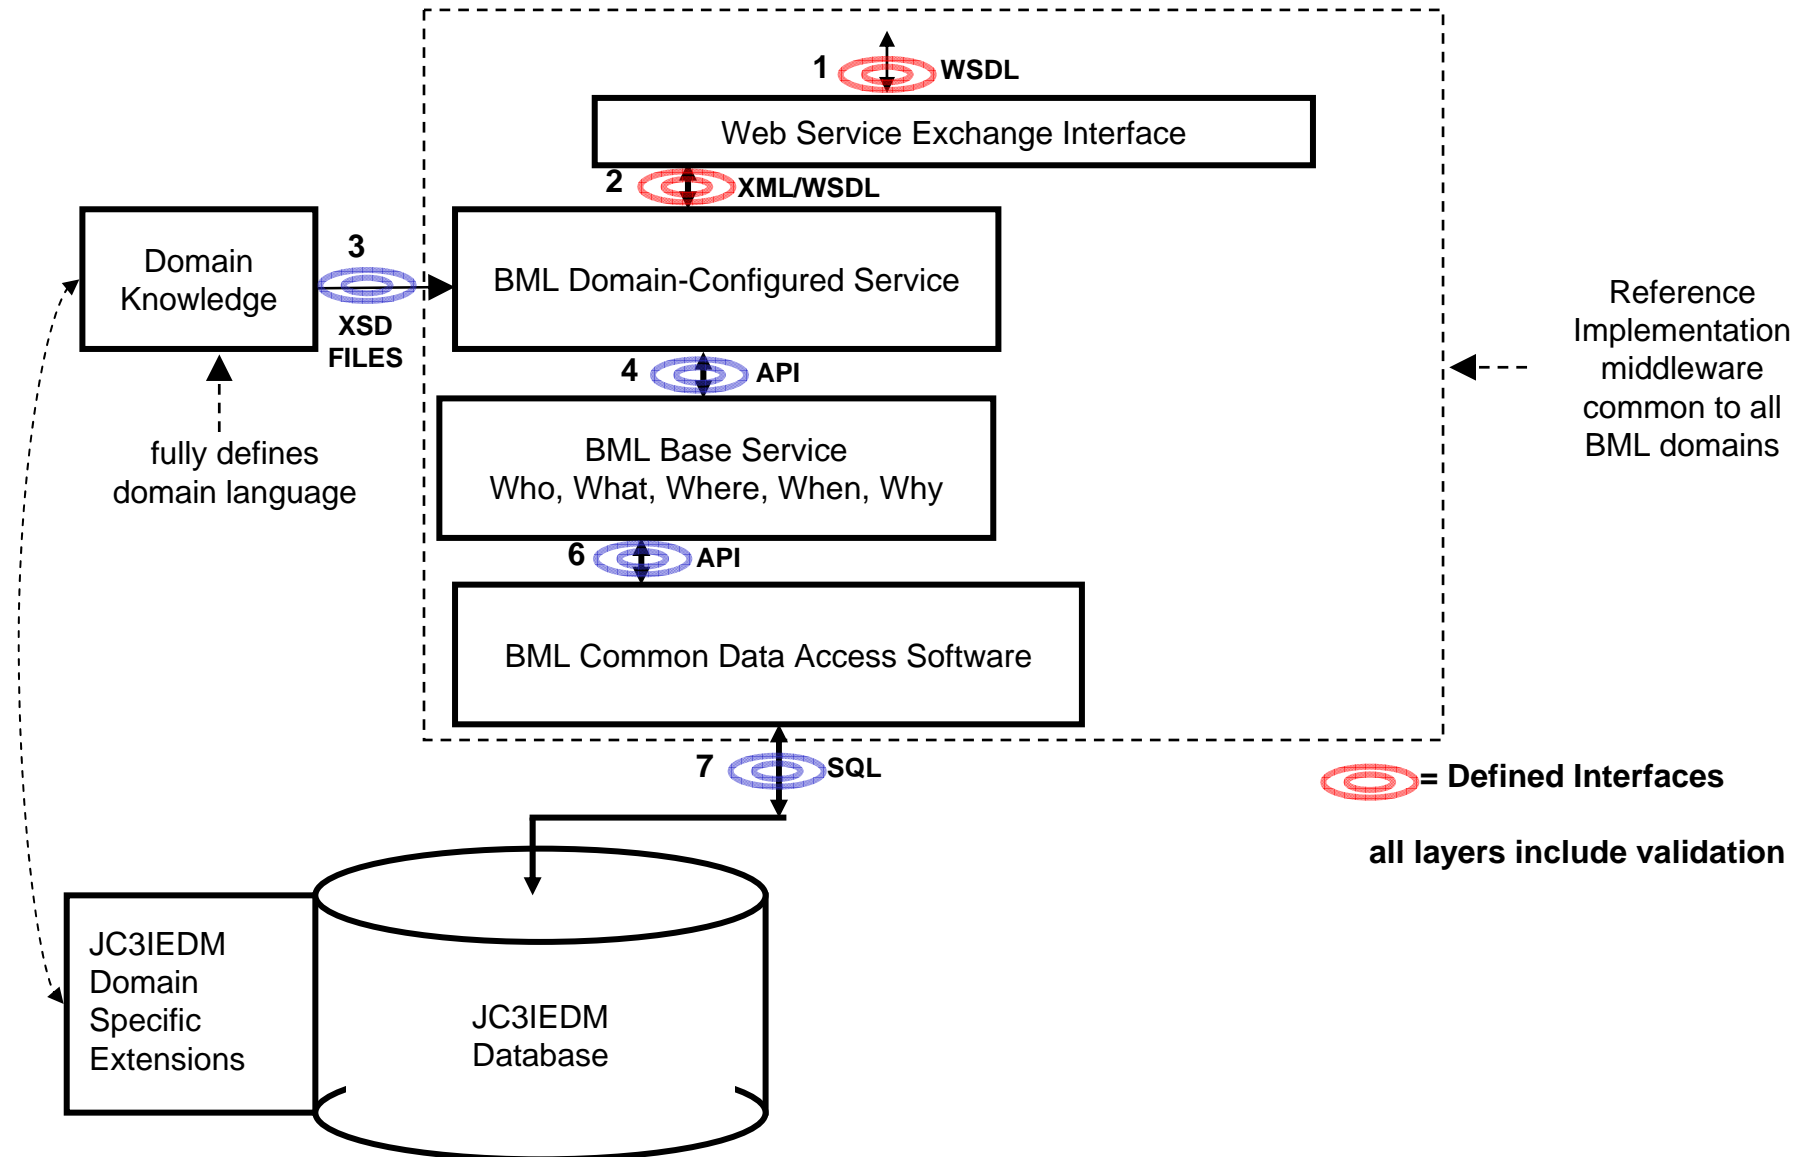 1 WSDL
Web Service Exchange Interface
2 XML/WSDL
Domain
Knowledge
3
XSD
FILES
BML Domain-Configured Service
fully defines
domain language
4 API
BML Base Service
Who, What, Where, When, Why
6 API
BML Common Data Access Software
Reference
Implementation
middleware
common to all
BML domains
7 SQL
= Defined Interfaces
all layers include validation
JC3IEDM
Domain
Specific
Extensions
JC3IEDM
Database